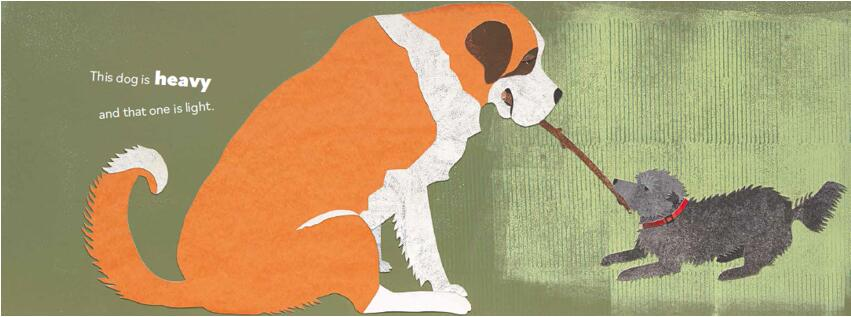 This dog is heavy
and that one is light.